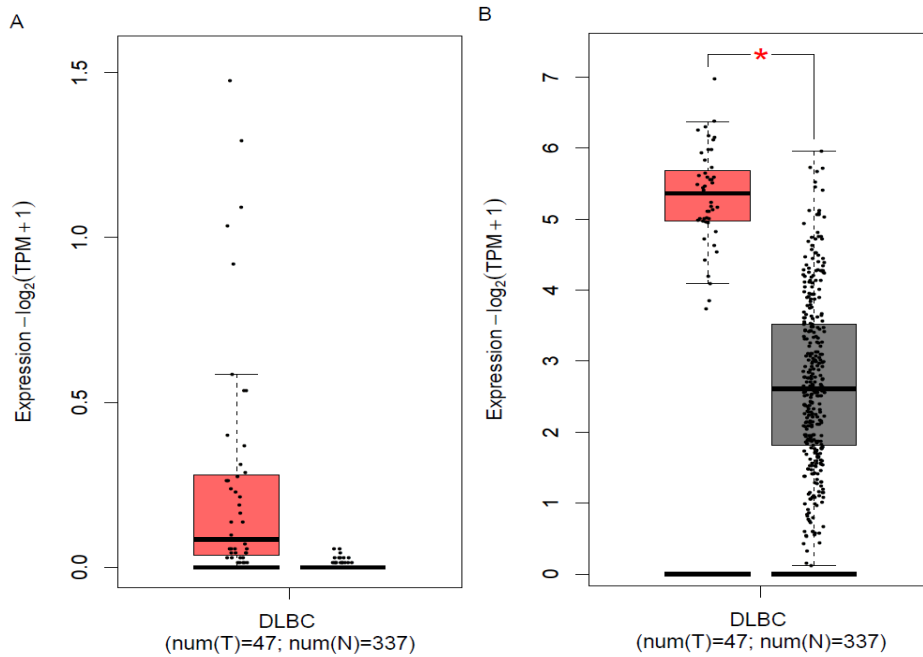 A
Expression − log2(TPM + 1)
1.5
1.0
0.5
0.0
DLBC
(num(T)=47; num(N)=337)
B
*
Expression − log2(TPM + 1)
7
6
5
4
3
2
1
0
DLBC
(num(T)=47; num(N)=337)